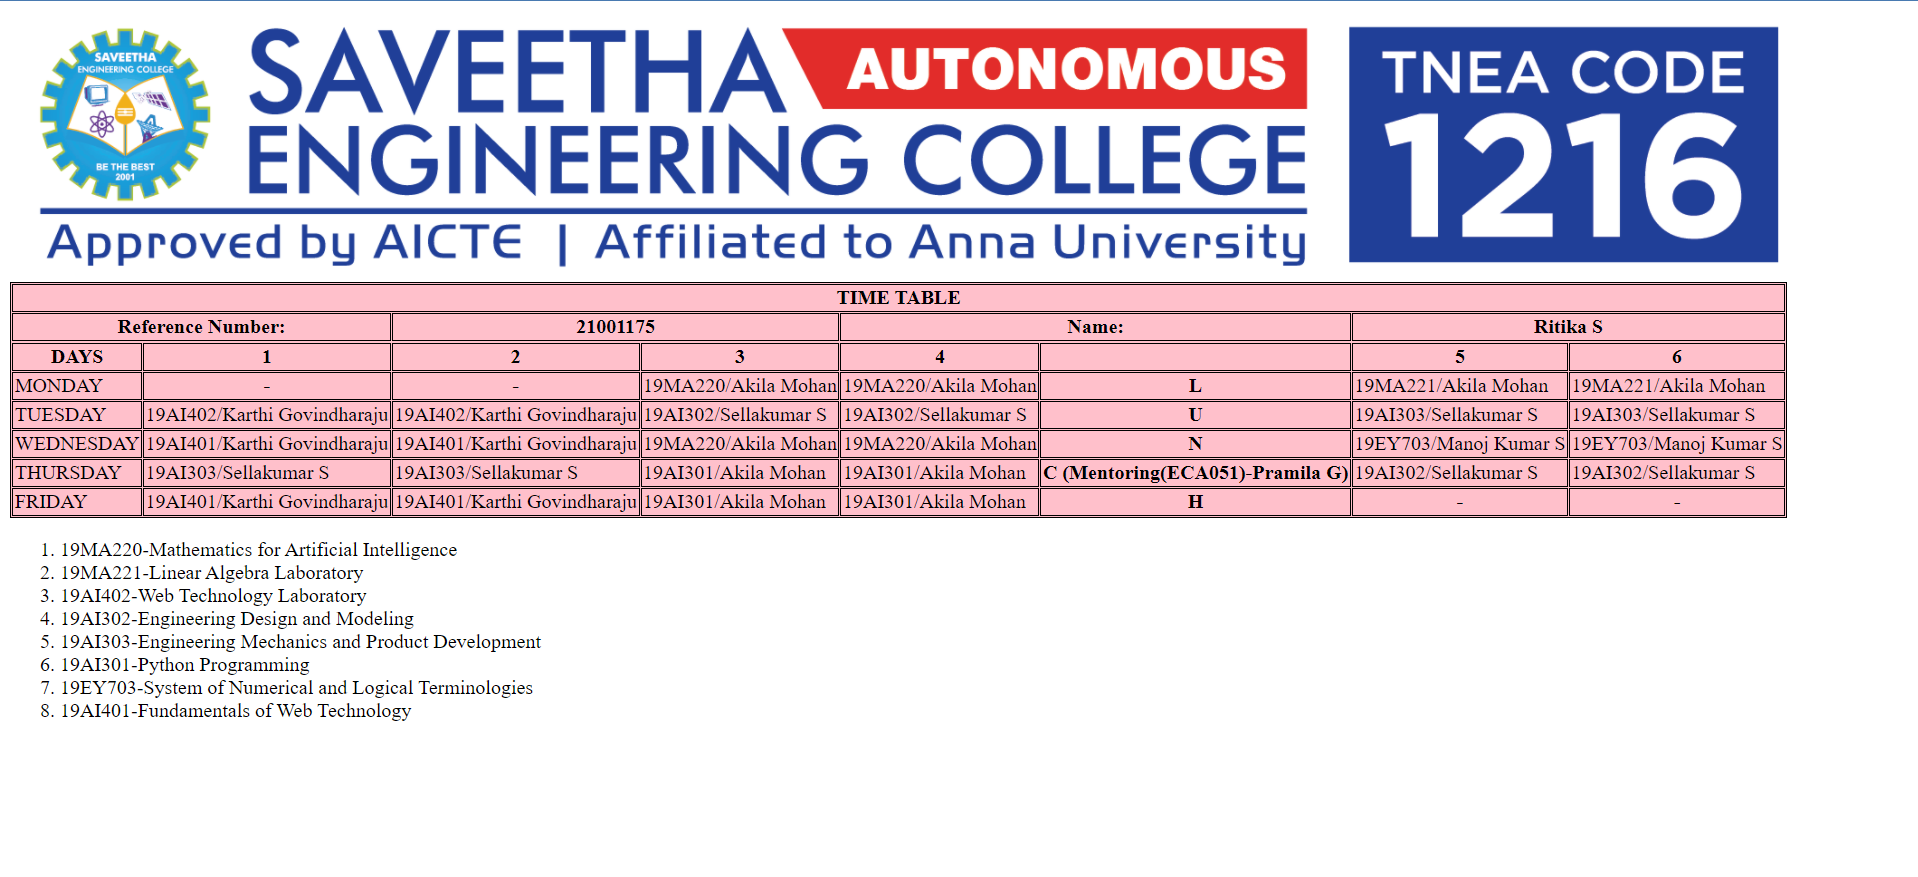 SAVEETHA
ENGINEERING COLLEGE
BE THE BEST
2001
SAVEETHA AUTONOMOUS
ENGINEERING COLLEGE
Approved by AICTE | Affiliated to Anna University
TNEA CODE
1216
TIME TABLE
Reference Number: 21001175 Name: Ritika S
DAYS 1 2 3 4 5 6
MONDAY - - 19MA220/Akila Mohan 19MA220/Akila Mohan L 19MA221/Akila Mohan 19MA221/Akila Mohan
TUESDAY 19AI402/Karthi Govindharaju 19AI402/Karthi Govindharaju 19AI302/Sellakumar S 19AI302/Sellakumar S U 19AI303/Sellakumar S 19AI303/Sellakumar S
WEDNESDAY 19AI401/Karthi Govindharaju 19AI401/Karthi Govindharaju 19MA220/Akila Mohan 19MA220/Akila Mohan N 19EY703/Manoj Kumar S 19EY703/Manoj Kumar S
THURSDAY 19AI303/Sellakumar S 19AI303/Sellakumar S 19AI301/Akila Mohan 19AI301/Akila Mohan C (Mentoring(ECA051)-Pramila G) 19AI302/Sellakumar S 19AI302/Sellakumar S
FRIDAY 19AI401/Karthi Govindharaju 19AI401/Karthi Govindharaju 19AI301/Akila Mohan 19AI301/Akila Mohan H - -
1. 19MA220-Mathematics for Artificial Intelligence
2. 19MA221-Linear Algebra Laboratory
3. 19AI402-Web Technology Laboratory
4. 19AI302-Engineering Design and Modeling
5. 19AI303-Engineering Mechanics and Product Development
6. 19AI301-Python Programming
7. 19EY703-System of Numerical and Logical Terminologies
8. 19AI401-Fundamentals of Web Technology